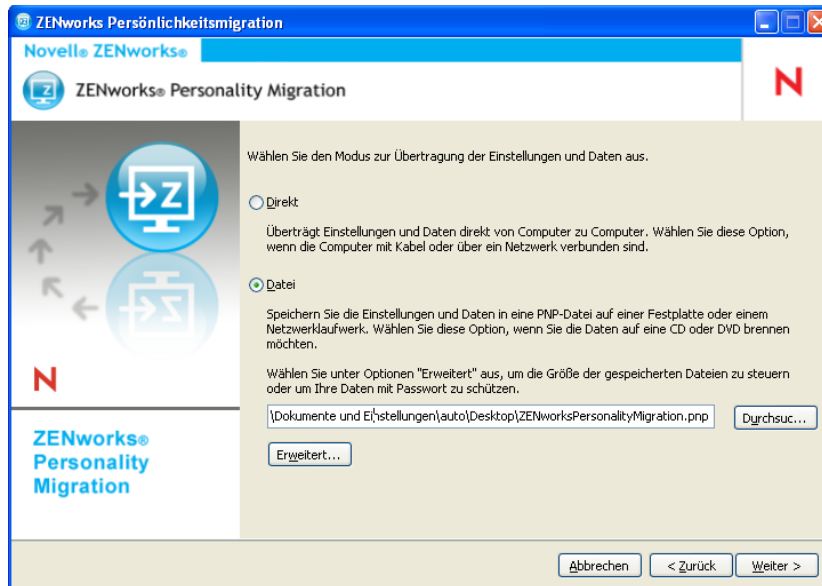 ZENworks Persönlichkeitsmigration
Novell® ZENworks®
ZENworks® Personality Migration
N
Wählen Sie den Modus zur Übertragung der Einstellungen und Daten aus.
Direkt
Überträgt Einstellungen und Daten direkt von Computer zu Computer. Wählen Sie diese Option,
wenn die Computer mit Kabel oder über ein Netzwerk verbunden sind.
Datei
Speichern Sie die Einstellungen und Daten in eine PNP-Datei auf einer Festplatte oder einem
Netzwerklaufwerk. Wählen Sie diese Option, wenn Sie die Daten auf eine CD oder DVD brennen
möchten.
Wählen Sie unter Optionen "Erweitert" aus, um die Größe der gespeicherten Dateien zu steuern
oder um Ihre Daten mit Passwort zu schützen.
\Dokumente und Einstellungen\auto\Desktop\ZENworksPersonalityMigration.pnp
Durchsuc...
Erweitert...
Z
N
ZENworks®
Personality
Migration
Abbrechen
< Zurück
Weiter >